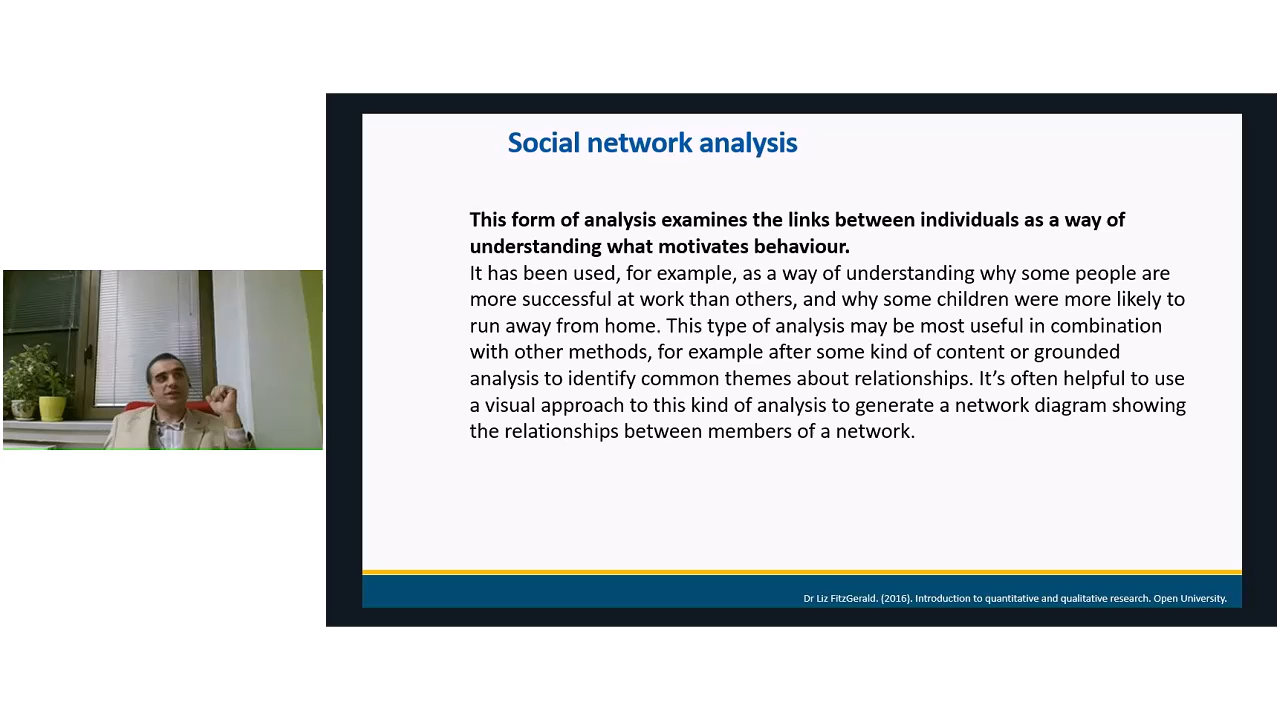 Social network analysis
This form of analysis examines the links between individuals as a way of
understanding what motivates behaviour.
It has been used, for example, as a way of understanding why some people are
more successful at work than others, and why some children were more likely to
run away from home. This type of analysis may be most useful in combination
with other methods, for example after some kind of content or grounded
analysis to identify common themes about relationships. It’s often helpful to use
a visual approach to this kind of analysis to generate a network diagram showing
the relationships between members of a network.
Dr Liz FitzGerald. (2016). Introduction to quantitative and qualitative research. Open University.